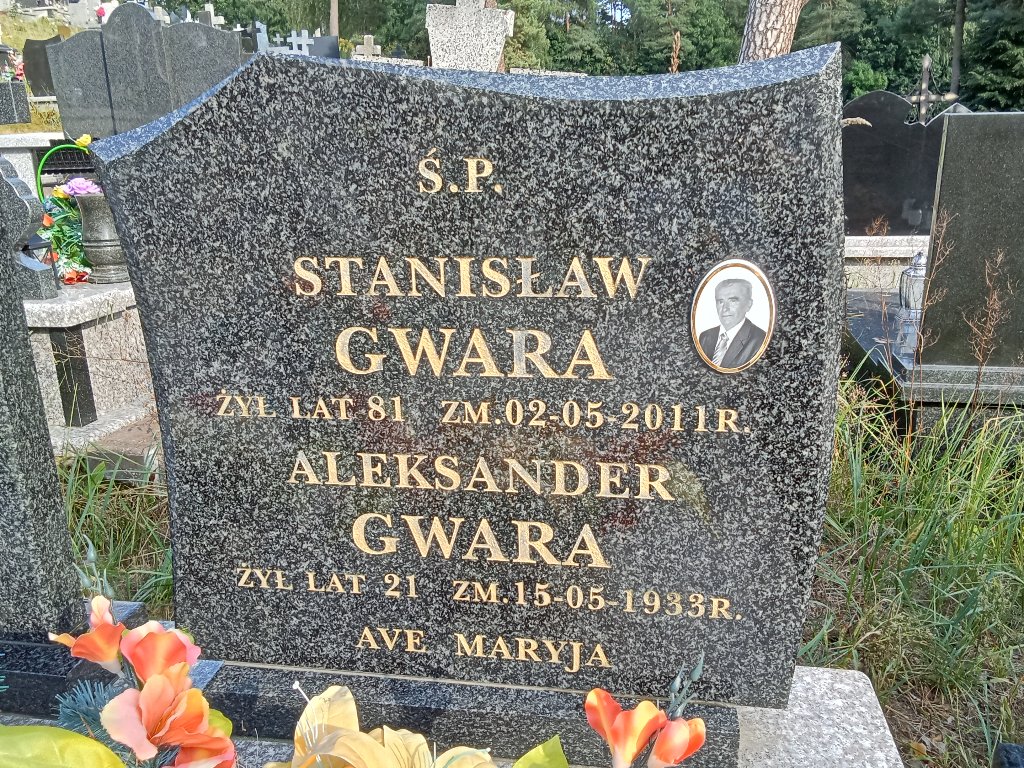 Ś.P.
STANISŁAW
GWARA
ŻYŁ LAT 81 ZM.02-05-2011R.
ALEKSANDER
GWARA
ŻYŁ LAT 21 ZM.15-05-1933R.
AVE MARYJA